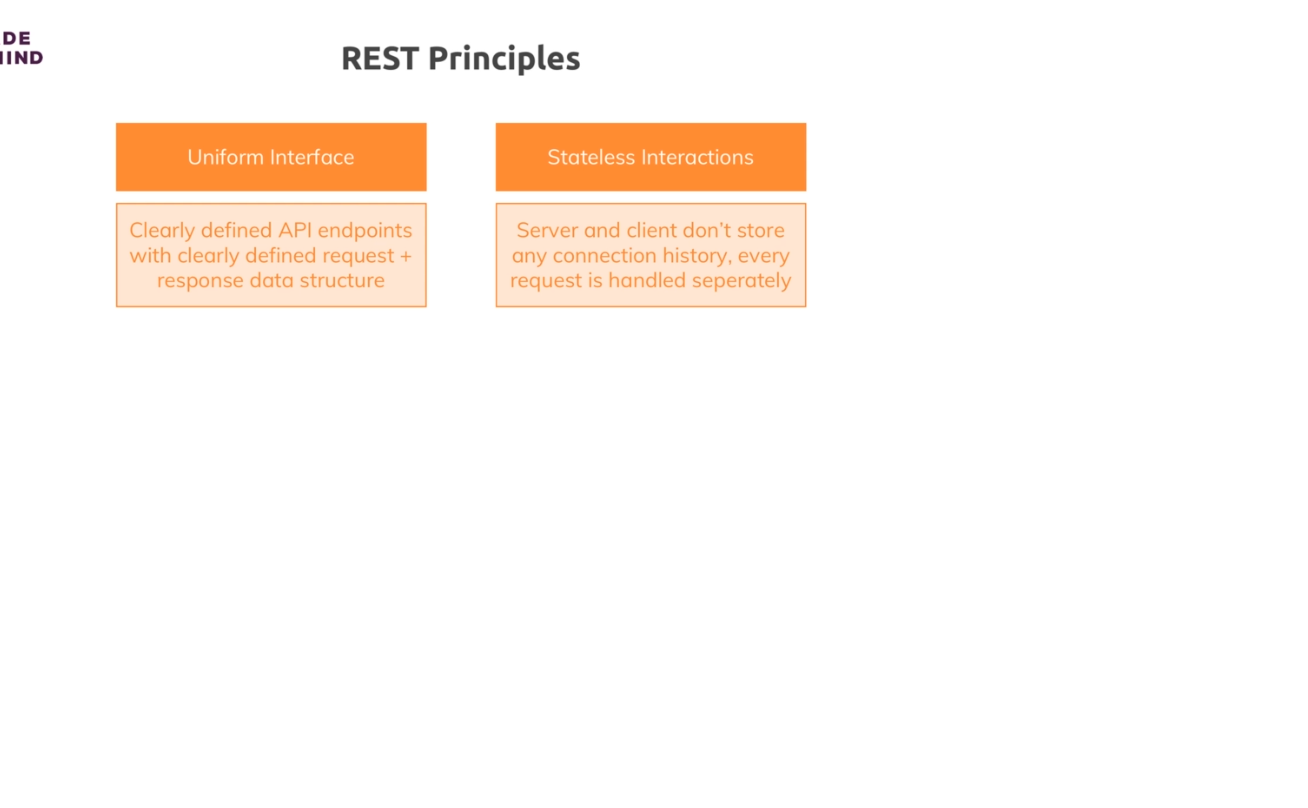 DE
MIND
REST Principles
Uniform Interface
Stateless Interactions
Clearly defined API endpoints
with clearly defined request +
response data structure
Server and client don't store
any connection history, every
request is handled seperately